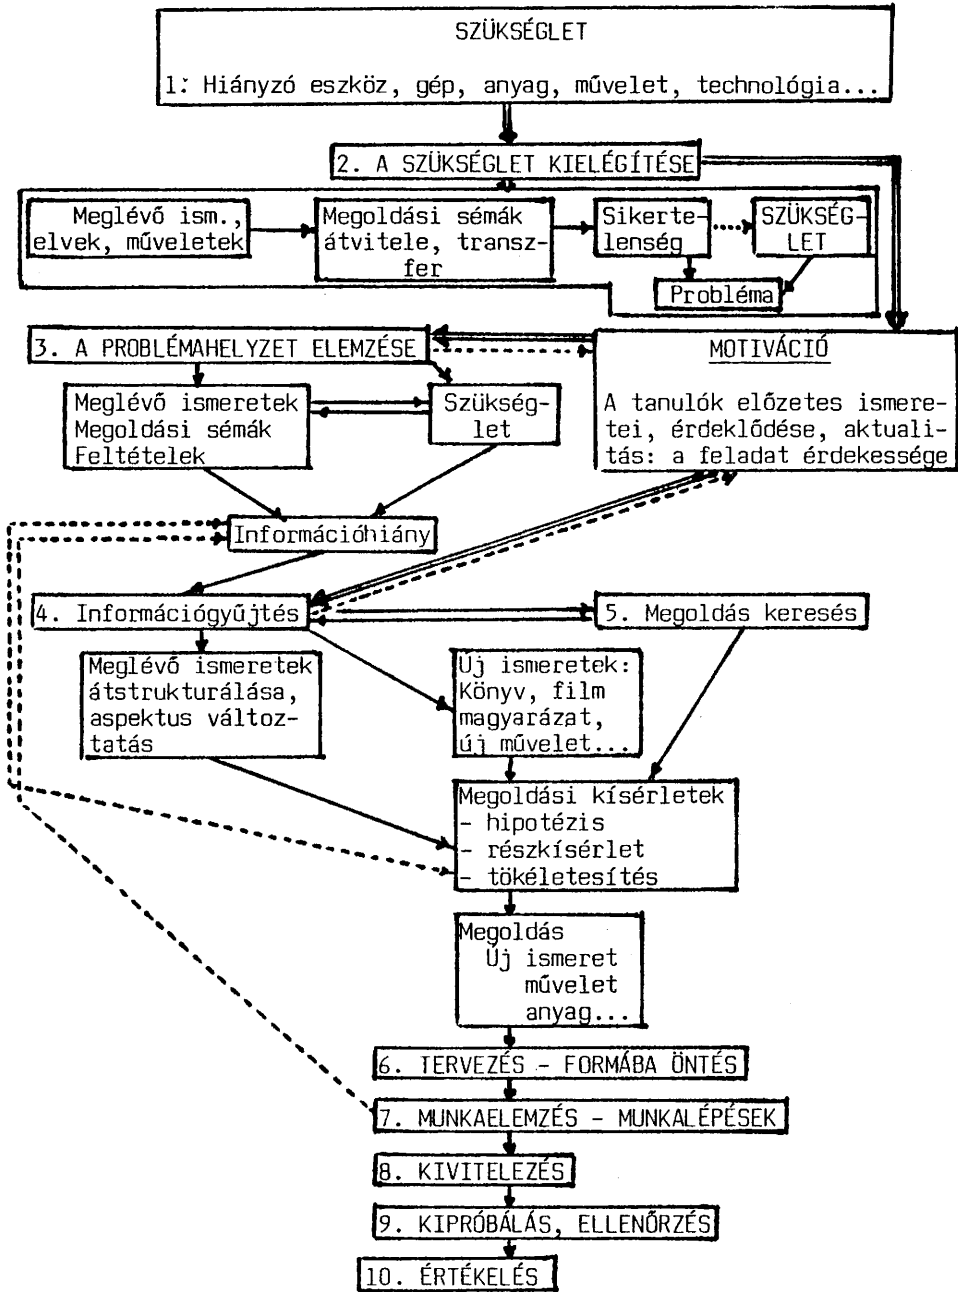 SZÜKSÉGLET
1: Hiányzó eszköz, gép, anyag, művelet, technológia...
2. A SZÜKSÉGLET KIELÉGÍTÉSE
Meglévő ism.,
elvek, műveletek
Megoldási sémák
átvitele, transz-
fer
Sikerte-
lenség
SZÜKSÉG-
LET
Probléma
3. A PROBLÉMAHELYZET ELEMZÉSE
MOTIVÁCIÓ
A tanulók előzetes ismere-
tei, érdeklődése, aktuali-
tás: a feladat érdekessége
Meglévő ismeretek
Megoldási sémák
Feltételek
Szükség-
let
Információhiány
4. Információgyűjtés
5. Megoldás keresés
Meglévő ismeretek
átstrukturálása,
aspektus változ-
tatás
Új ismeretek:
Könyv, film
magyarázat,
új művelet...
Megoldási kísérletek
- hipotézis
- részkísérlet
- tökéletesítés
Megoldás
Új ismeret
művelet
anyag...
6. TERVEZÉS - FORMÁBA ÖNTÉS
7. MUNKAELEMZÉS - MUNKALÉPÉSEK
8. KIVITELEZÉS
9. KIPRÓBÁLÁS, ELLENŐRZÉS
10. ÉRTÉKELÉS